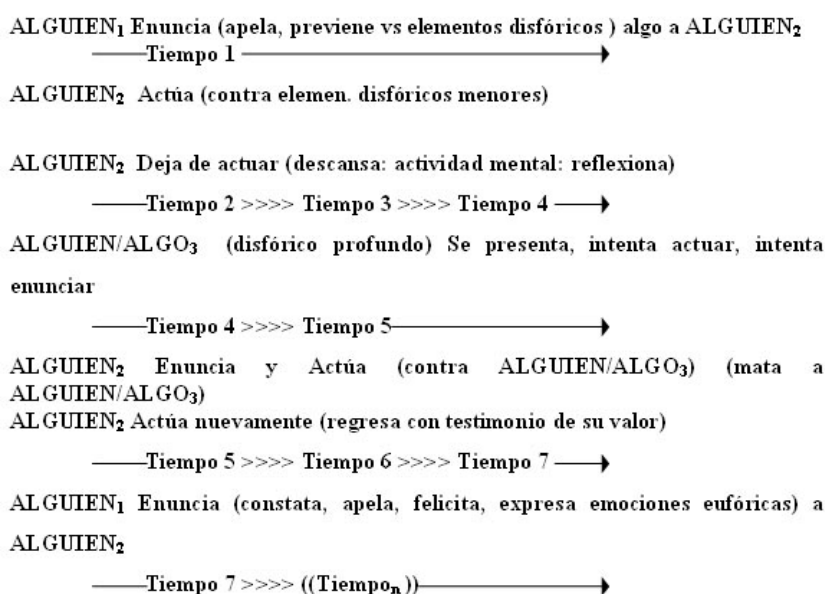 ALGUIEN₁ Enuncia (apela, previene vs elementos disfóricos ) algo a ALGUIEN₂
Tiempo 1
ALGUIEN₂ Actúa (contra elemen. disfóricos menores)
ALGUIEN₂ Deja de actuar (descansa: actividad mental: reflexiona)
Tiempo 2 >>>> Tiempo 3 >>>> Tiempo 4
ALGUIEN/ALGO₃ (disfórico profundo) Se presenta, intenta actuar, intenta
enunciar
Tiempo 4 >>>> Tiempo 5
ALGUIEN₂ Enuncia y Actúa (contra ALGUIEN/ALGO₃) (mata a
ALGUIEN/ALGO₃)
ALGUIEN₂ Actúa nuevamente (regresa con testimonio de su valor)
Tiempo 5 >>>> Tiempo 6 >>>> Tiempo 7
ALGUIEN₁ Enuncia (constata, apela, felicita, expresa emociones eufóricas) a
ALGUIEN₂
Tiempo 7 >>>> ((Tiempoₙ))